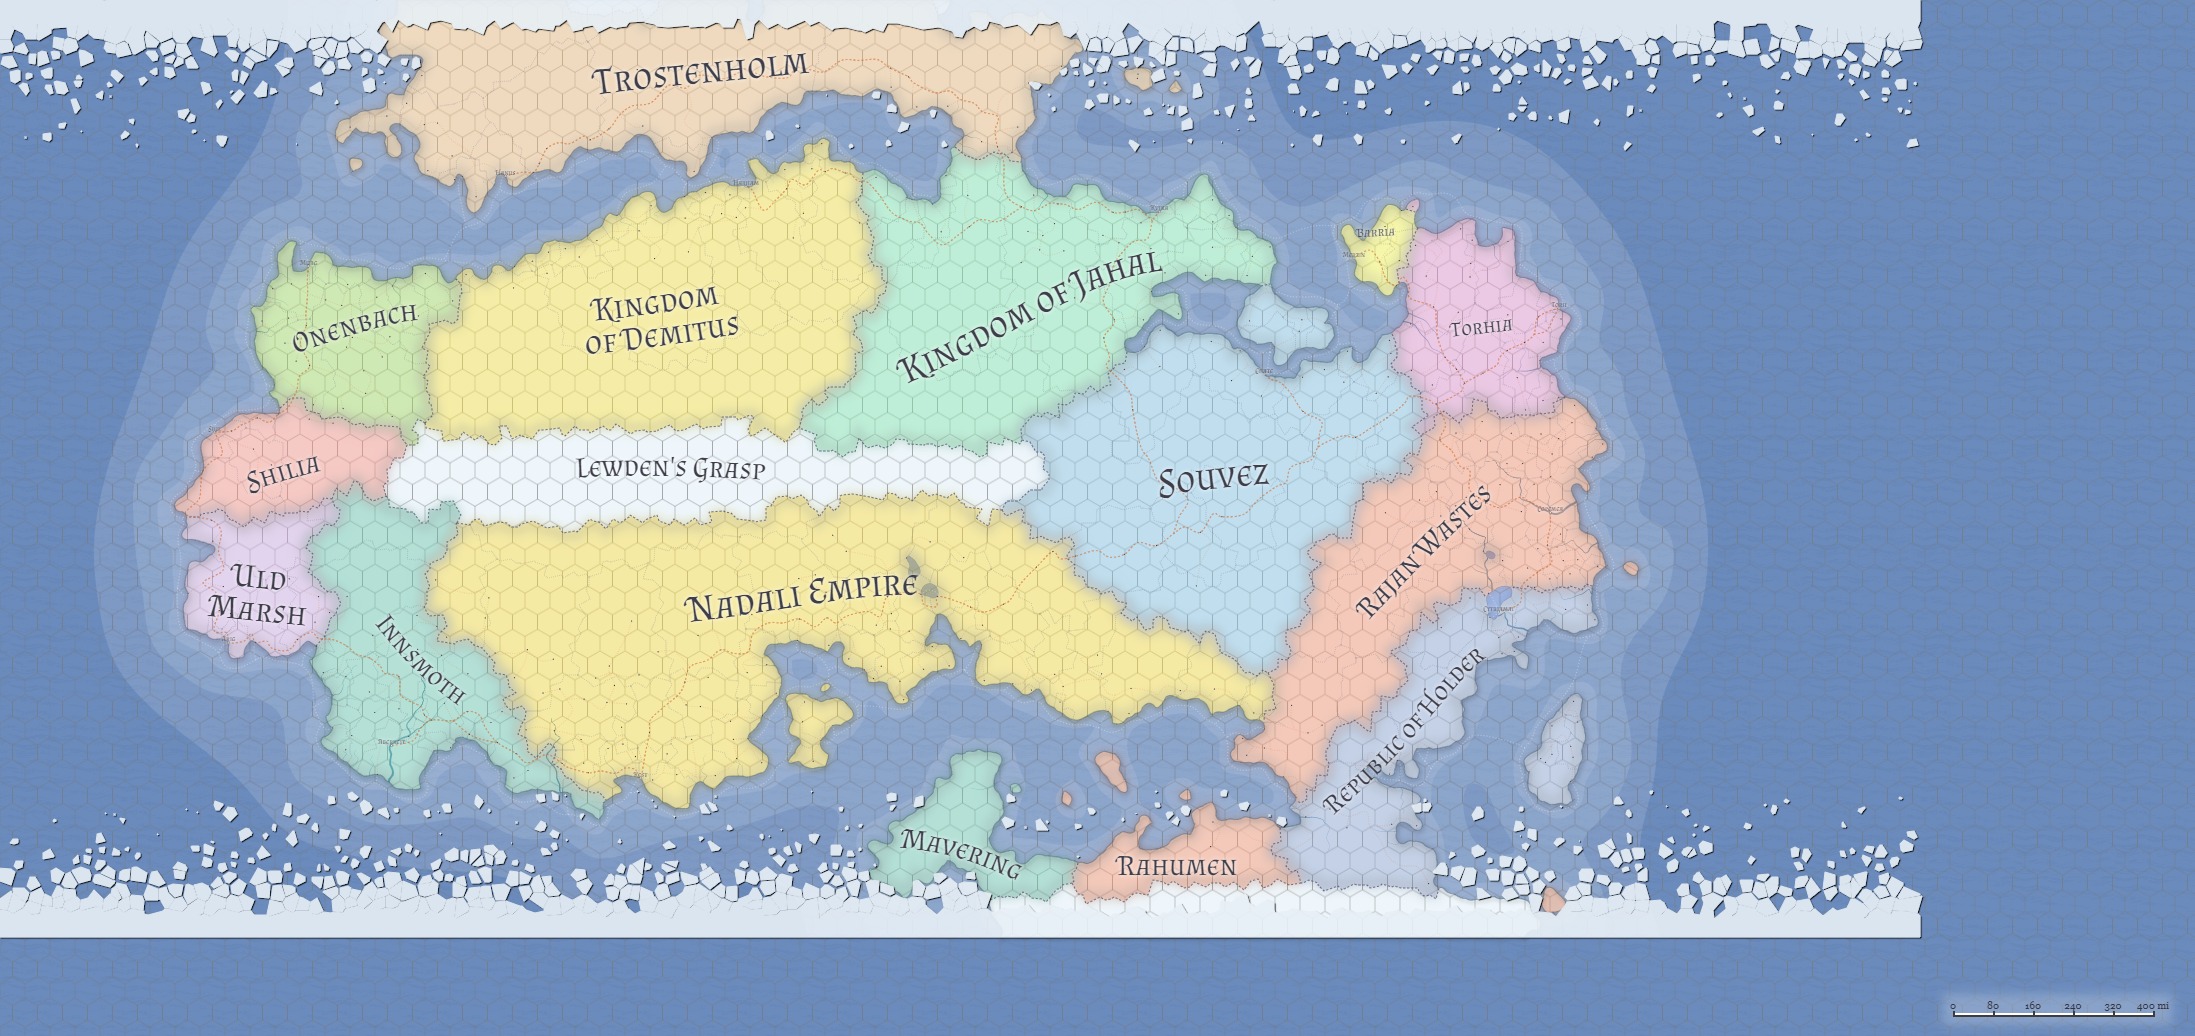 Trostenholm
Onenbach
Kingdom
of Demitus
Kingdom of Jahal
Barria
Torhia
Shilia
Lewden's Grasp
Souvez
Rajan Wastes
Uld
Marsh
Innsmoth
Nadali Empire
Republic of Holder
Mavering
Rahumen
0 80 160 240 320 400 mi